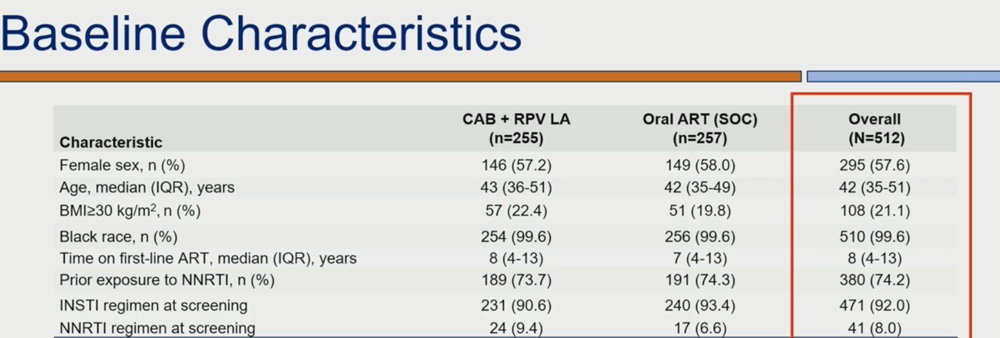 Baseline Characteristics
Characteristic CAB + RPV LA (n=255) Oral ART (SOC) (n=257) Overall (N=512)
Female sex, n (%) 146 (57.2) 149 (58.0) 295 (57.6)
Age, median (IQR), years 43 (36-51) 42 (35-49) 42 (35-51)
BMI≥30 kg/m², n (%) 57 (22.4) 51 (19.8) 108 (21.1)
Black race, n (%) 254 (99.6) 256 (99.6) 510 (99.6)
Time on first-line ART, median (IQR), years 8 (4-13) 7 (4-13) 8 (4-13)
Prior exposure to NNRTI, n (%) 189 (73.7) 191 (74.3) 380 (74.2)
INSTI regimen at screening 231 (90.6) 240 (93.4) 471 (92.0)
NNRTI regimen at screening 24 (9.4) 17 (6.6) 41 (8.0)